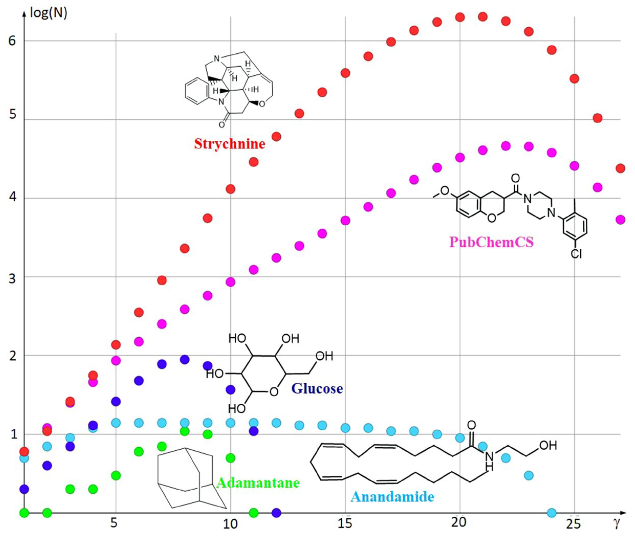 log(N)
6
5
4
3
2
1
5
10
15
20
25
γ
Strychnine
N
H
H
H
H
N
O
O
PubChemCS
O
O
O
N
N
Cl
Glucose
HO
OH
HO
OH
O
HO
Adamantane
Anandamide
O
N
H
OH